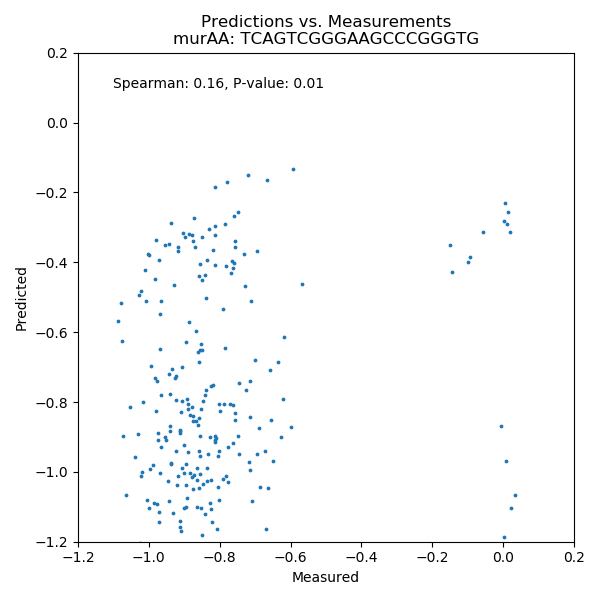 Predictions vs. Measurements
murAA: TCAGTCGGGAAGCCCGGGTG
Spearman: 0.16, P-value: 0.01
0.2
0.0
−0.2
−0.4
−0.6
−0.8
−1.0
−1.2
Predicted
−1.2 −1.0 −0.8 −0.6 −0.4 −0.2 0.0 0.2
Measured